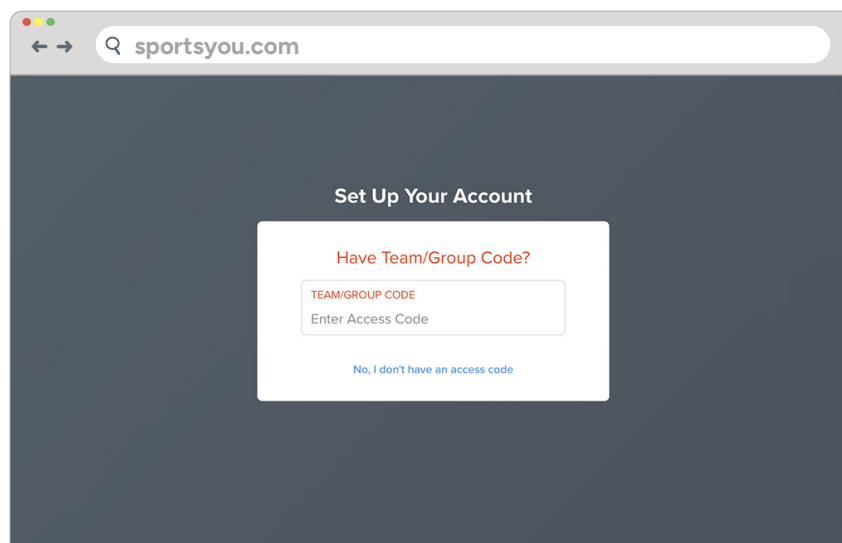 sportsyou.com
Set Up Your Account
Have Team/Group Code?
TEAM/GROUP CODE
Enter Access Code
No, I don't have an access code